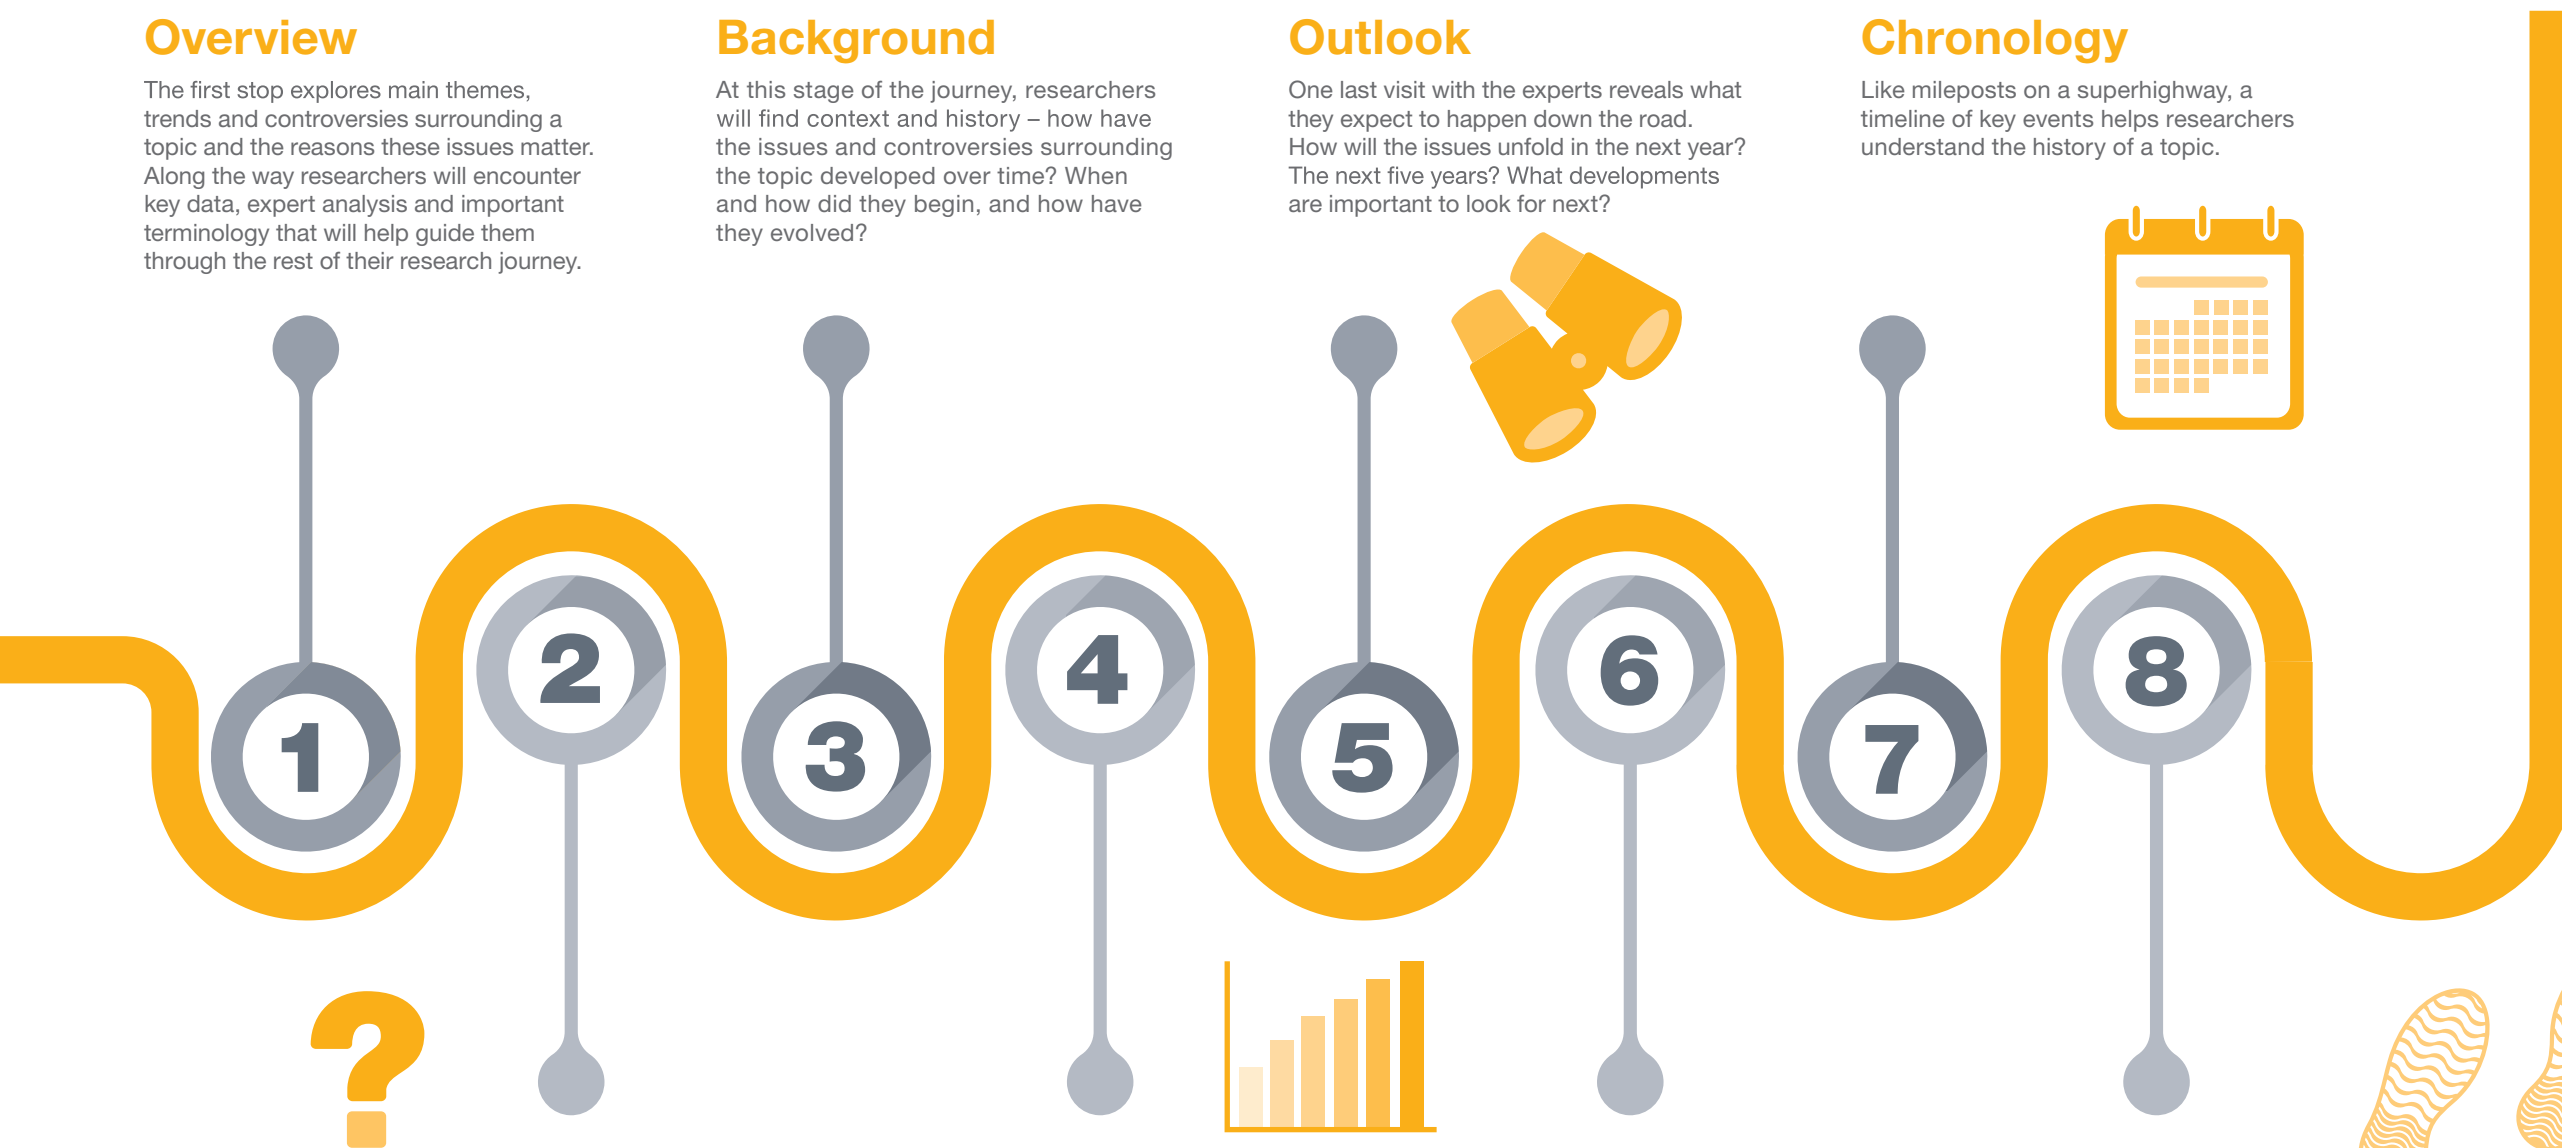 Overview
The first stop explores main themes,
trends and controversies surrounding a
topic and the reasons these issues matter.
Along the way researchers will encounter
key data, expert analysis and important
terminology that will help guide them
through the rest of their research journey.
Background
At this stage of the journey, researchers
will find context and history – how have
the issues and controversies surrounding
the topic developed over time? When
and how did they begin, and how have
they evolved?
Outlook
One last visit with the experts reveals what
they expect to happen down the road.
How will the issues unfold in the next year?
The next five years? What developments
are important to look for next?
Chronology
Like mileposts on a superhighway, a
timeline of key events helps researchers
understand the history of a topic.
1
2
3
4
5
6
7
8
?